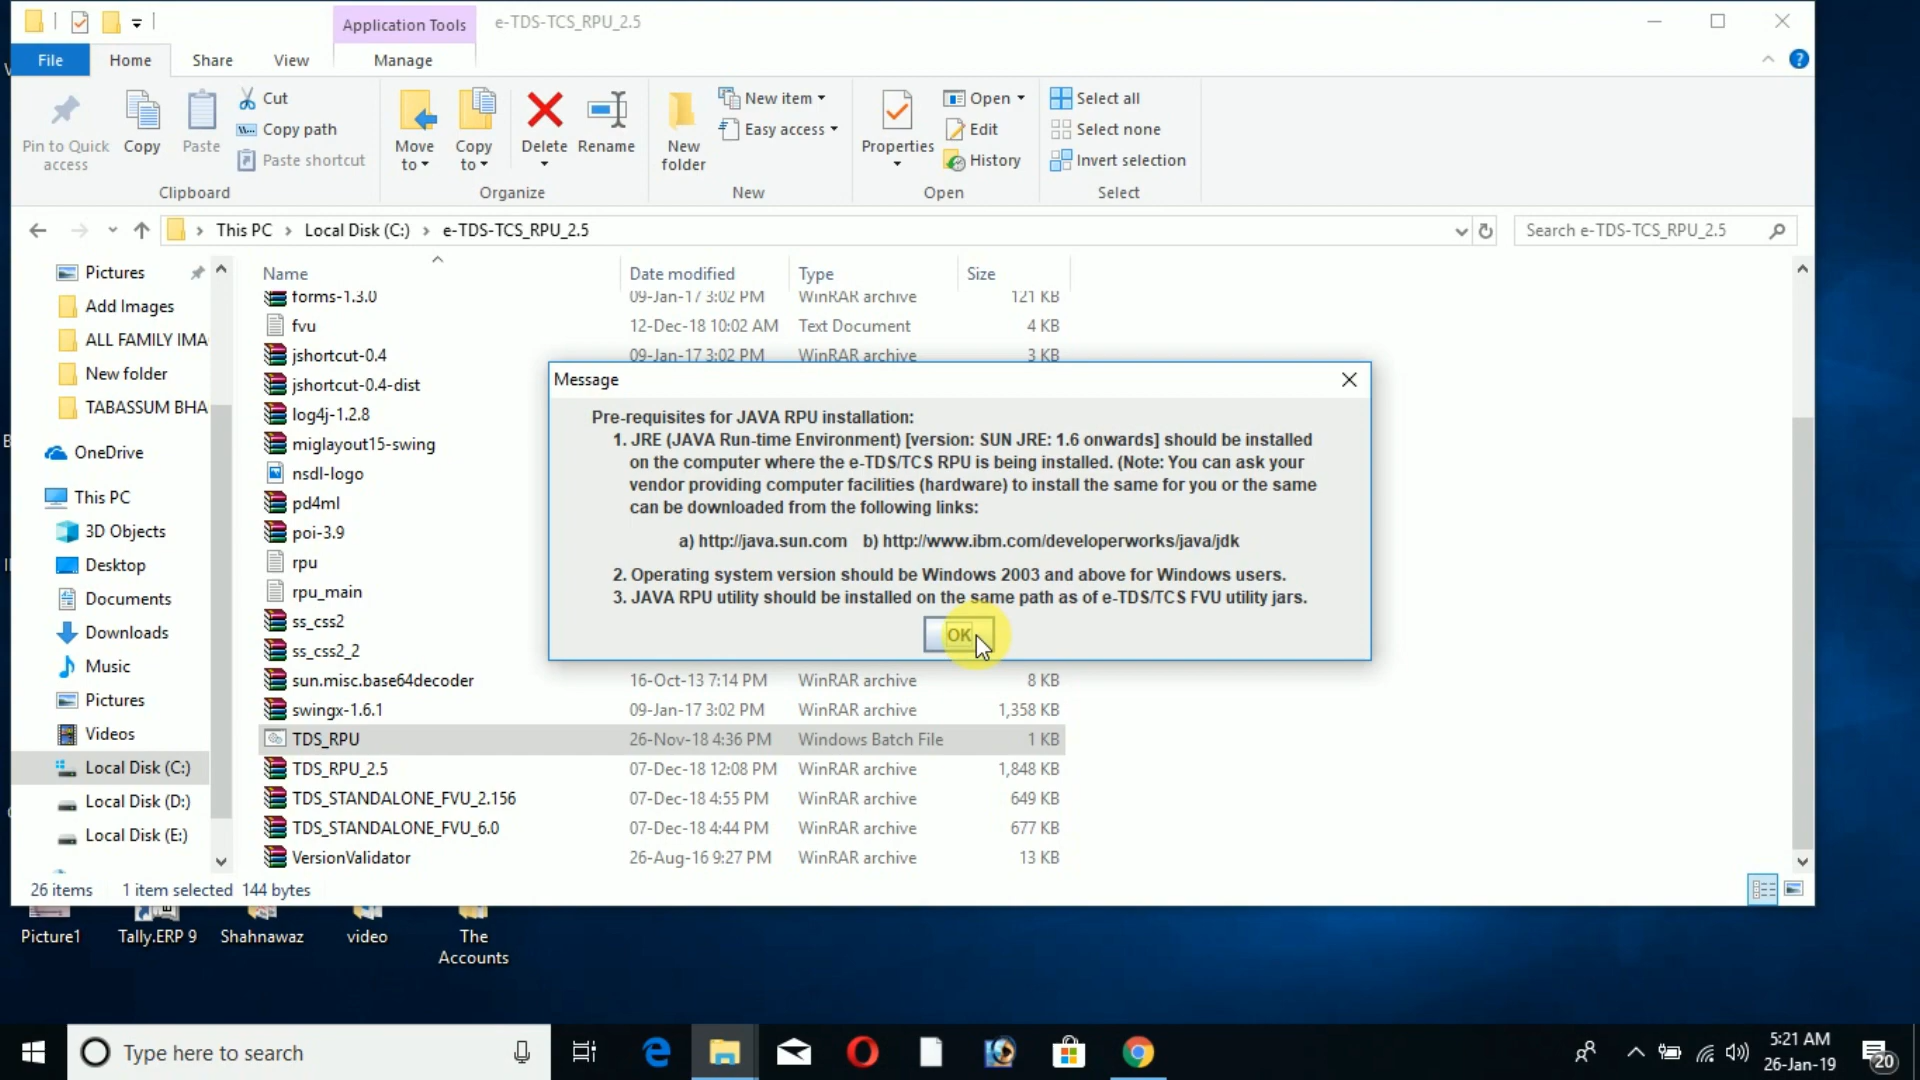 Application Tools
e-TDS-TCS_RPU_2.5
File
Home
Share
View
Manage
Pin to Quick access
Copy
Paste
Cut
Copy path
Paste shortcut
Clipboard
Move to
Copy to
Delete
Rename
Organize
New folder
New item
Easy access
New
Properties
Open
Edit
History
Open
Select all
Select none
Invert selection
Select
This PC > Local Disk (C:) > e-TDS-TCS_RPU_2.5
Search e-TDS-TCS_RPU_2.5
Pictures
Add Images
ALL FAMILY IMA
New folder
TABASSUM BHA
OneDrive
This PC
3D Objects
Desktop
Documents
Downloads
Music
Pictures
Videos
Local Disk (C:)
Local Disk (D:)
Local Disk (E:)
Name Date modified Type Size
forms-1.3.0 09-Jan-17 3:02 PM WinRAR archive 121 KB
fvu 12-Dec-18 10:02 AM Text Document 4 KB
jshortcut-0.4 09-Jan-17 3:02 PM WinRAR archive 3 KB
jshortcut-0.4-dist
log4j-1.2.8
miglayout15-swing
nsdl-logo
pd4ml
poi-3.9
rpu
rpu_main
ss_css2
ss_css2_2
sun.misc.base64decoder 16-Oct-13 7:14 PM WinRAR archive 8 KB
swingx-1.6.1 09-Jan-17 3:02 PM WinRAR archive 1,358 KB
TDS_RPU 26-Nov-18 4:36 PM Windows Batch File 1 KB
TDS_RPU_2.5 07-Dec-18 12:08 PM WinRAR archive 1,848 KB
TDS_STANDALONE_FVU_2.156 07-Dec-18 4:55 PM WinRAR archive 649 KB
TDS_STANDALONE_FVU_6.0 07-Dec-18 4:44 PM WinRAR archive 677 KB
VersionValidator 26-Aug-16 9:27 PM WinRAR archive 13 KB
Message
Pre-requisites for JAVA RPU installation:
1. JRE (JAVA Run-time Environment) [version: SUN JRE: 1.6 onwards] should be installed
on the computer where the e-TDS/TCS RPU is being installed. (Note: You can ask your
vendor providing computer facilities (hardware) to install the same for you or the same
can be downloaded from the following links:
a) http://java.sun.com b) http://www.ibm.com/developerworks/java/jdk
2. Operating system version should be Windows 2003 and above for Windows users.
3. JAVA RPU utility should be installed on the same path as of e-TDS/TCS FVU utility jars.
OK
26 items 1 item selected 144 bytes
Picture1
Tally.ERP 9
Shahnawaz
video
The Accounts
Type here to search
5:21 AM
26-Jan-19
20